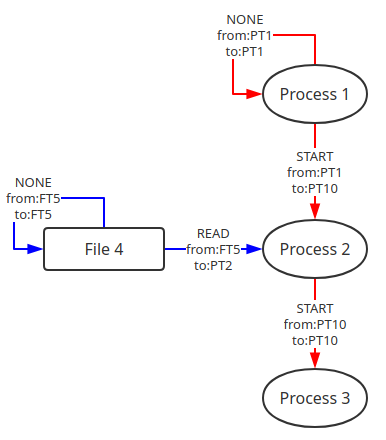 NONE
from:PT1
to:PT1
Process 1
START
from:PT1
to:PT10
NONE
from:FT5
to:FT5
File 4
READ
from:FT5
to:PT2
Process 2
START
from:PT10
to:PT10
Process 3